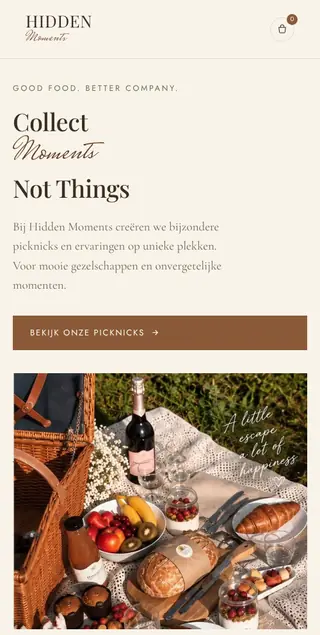 HIDDEN
Moments
0
GOOD FOOD. BETTER COMPANY.
Collect
Moments
Not Things
Bij Hidden Moments creëren we bijzondere
picknicks en ervaringen op unieke plekken.
Voor mooie gezelschappen en onvergetelijke
momenten.
BEKIJK ONZE PICKNICKS →
A little
escape
a lot of
happiness